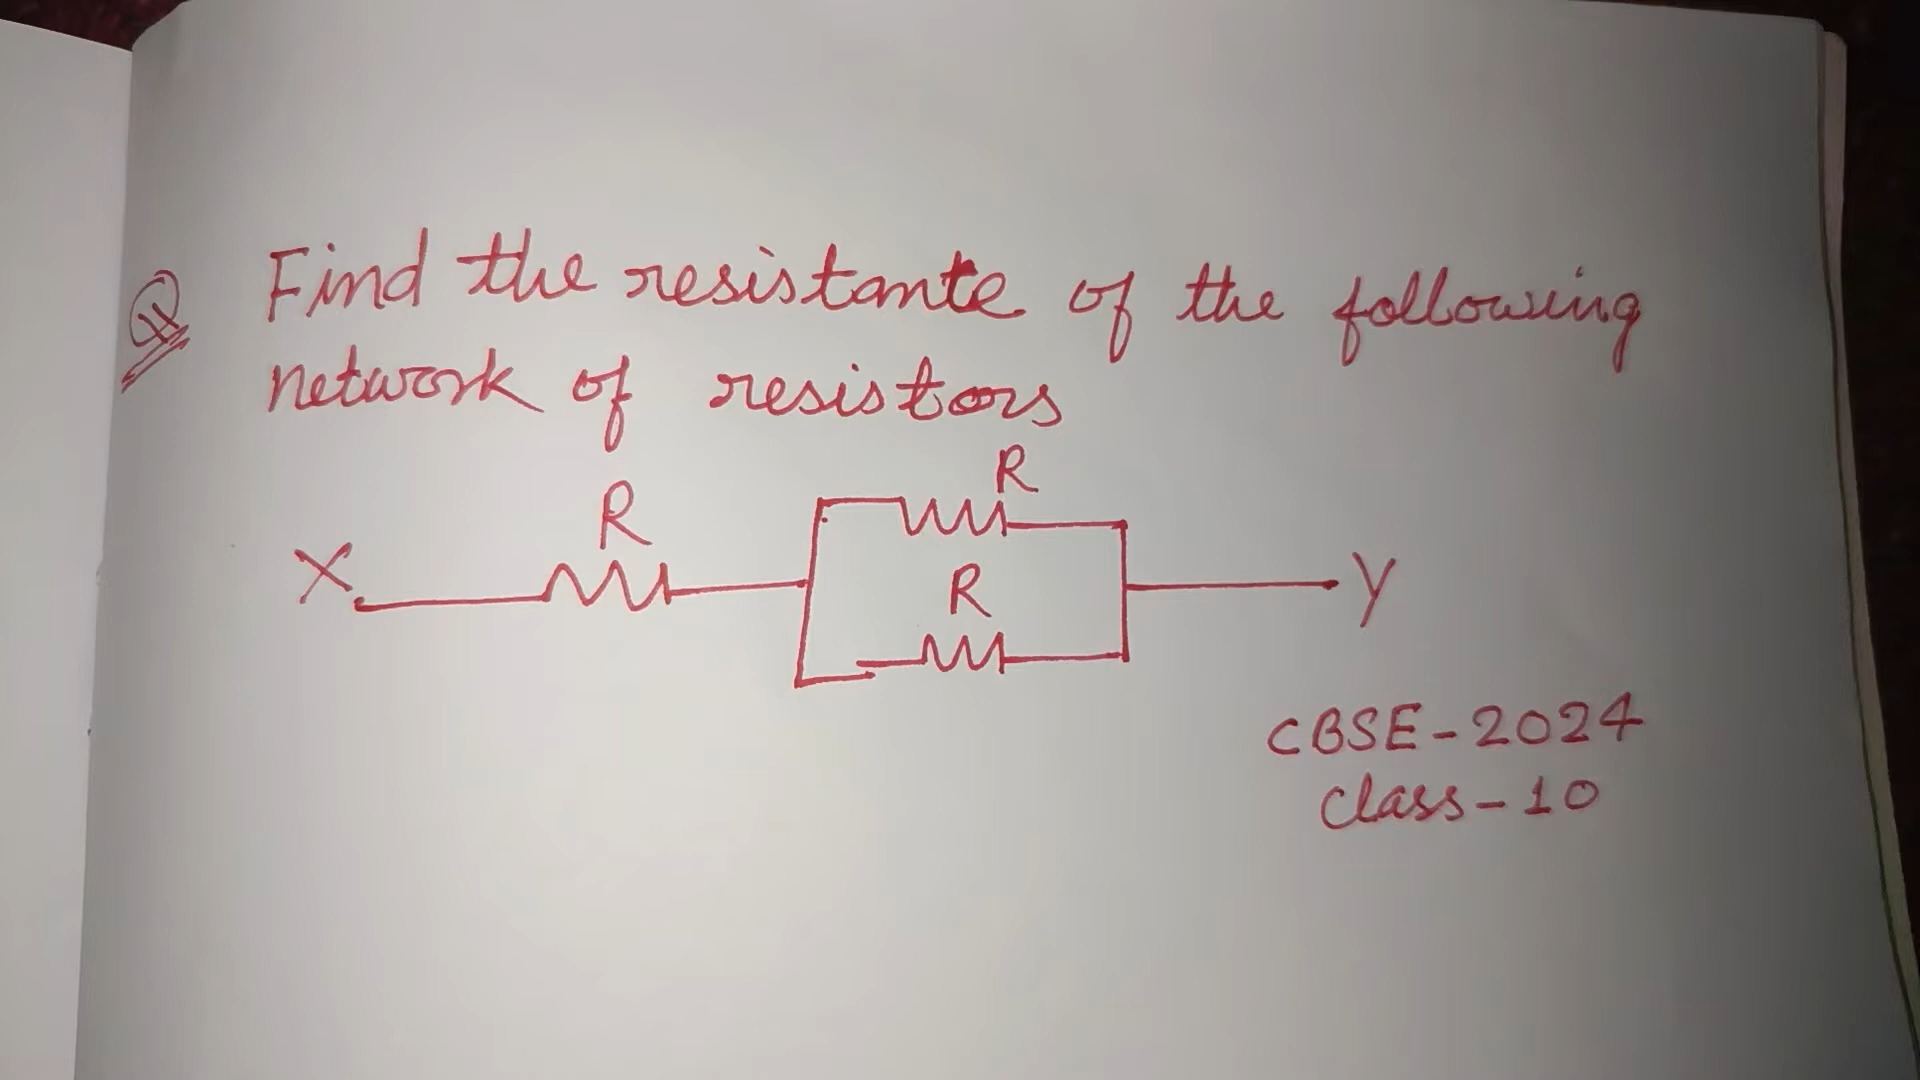 Q Find the resistante of the following
network of resistors
R
R
X
R
Y
CBSE-2024
Class-10